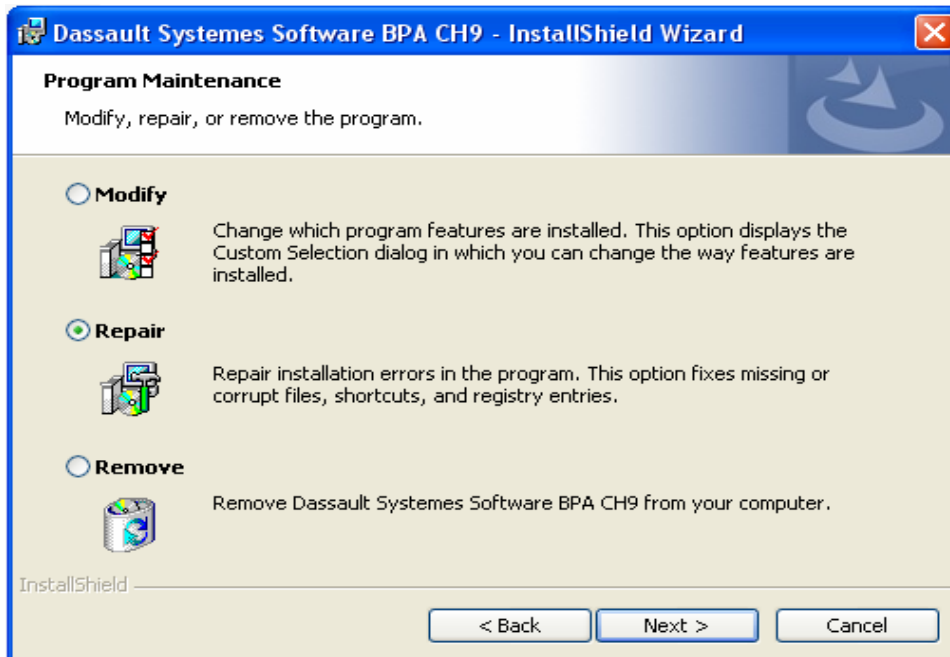 Dassault Systemes Software BPA CH9 - InstallShield Wizard
Program Maintenance
Modify, repair, or remove the program.
Modify
Change which program features are installed. This option displays the
Custom Selection dialog in which you can change the way features are
installed.
Repair
Repair installation errors in the program. This option fixes missing or
corrupt files, shortcuts, and registry entries.
Remove
Remove Dassault Systemes Software BPA CH9 from your computer.
InstallShield
< Back
Next >
Cancel